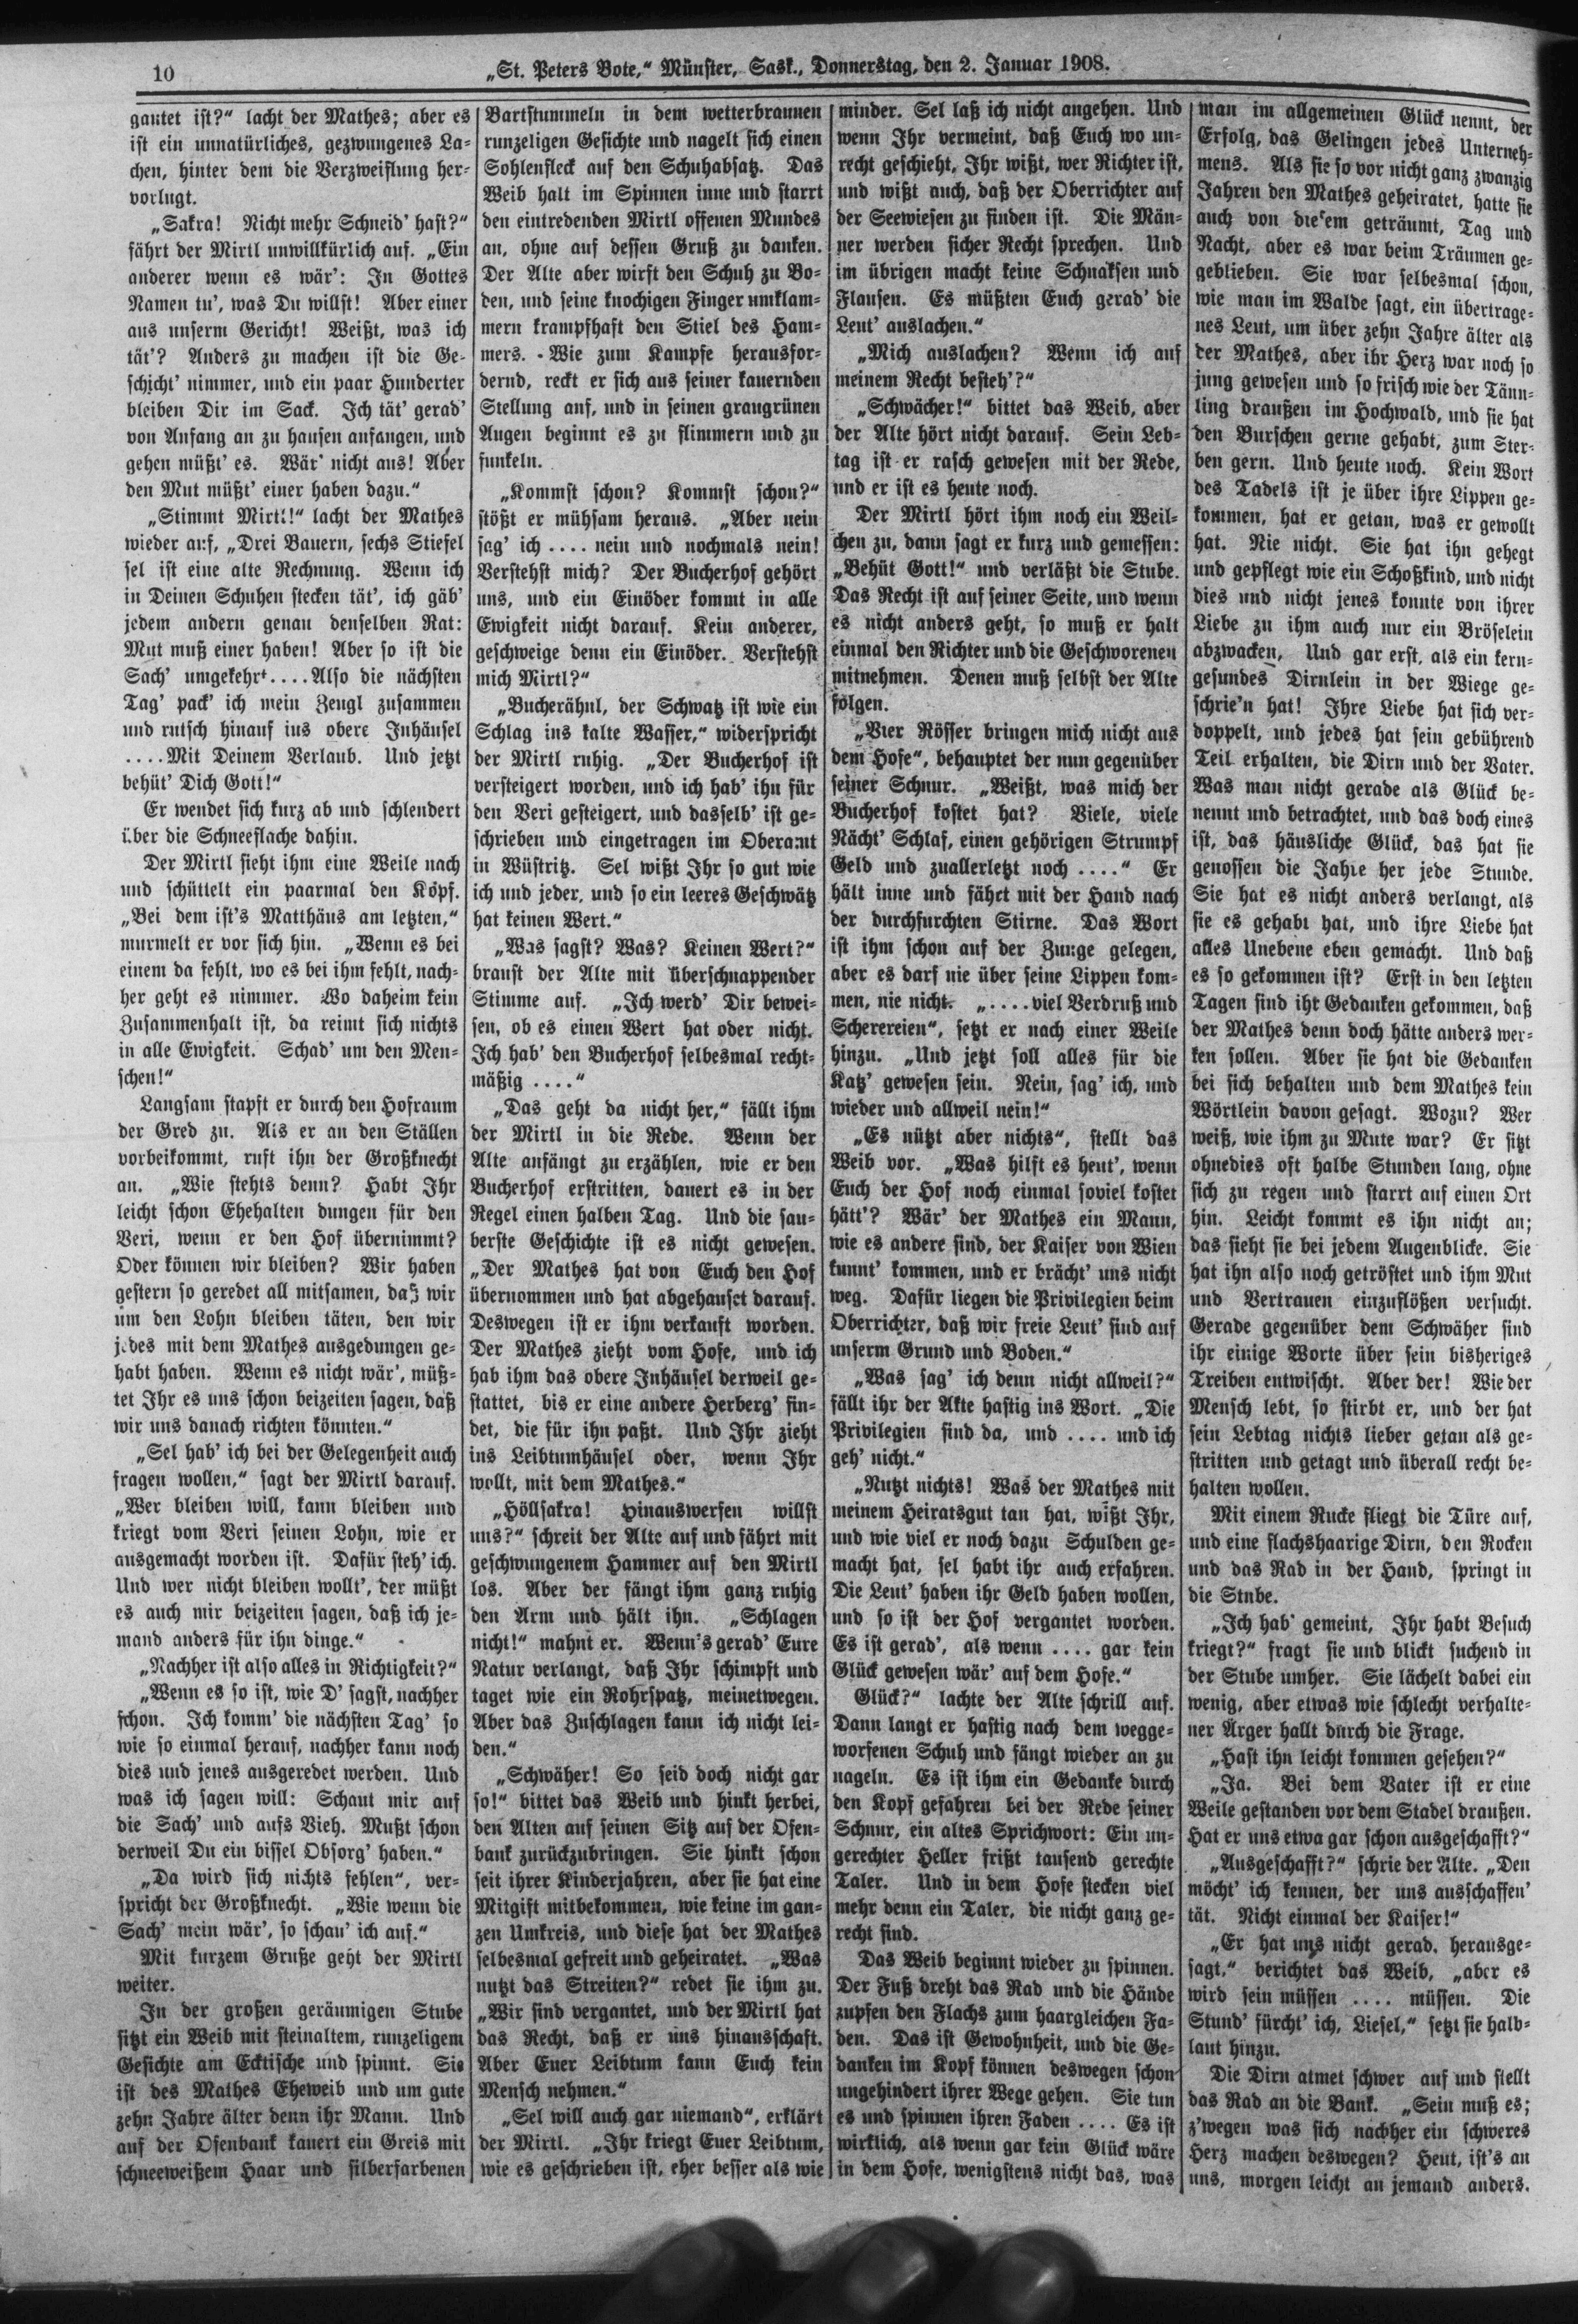 10
„St. Peters Bote,“ Münster, Sask., Donnerstag, den 2. Januar 1908.
gantet ist?“ lacht der Mathes; aber es
ist ein unnatürliches, gezwungenes La-
chen, hinter dem die Verzweiflung her-
vorlugt.
„Sakra! Nicht mehr Schneid' hast?“
fährt der Mirtl unwillkürlich auf. „Ein
anderer wenn es wär': In Gottes
Namen tu', was Du willst! Aber einer
aus unserm Gericht! Weißt, was ich
tät'? Anders zu machen ist die Ge-
schicht' nimmer, und ein paar Hunderter
bleiben Dir im Sack. Ich tät' gerad'
von Anfang an zu hausen anfangen, und
gehen müßt' es. Wär' nicht aus! Aber
den Mut müßt' einer haben dazu.“
„Stimmt Mirtl!“ lacht der Mathes
wieder auf, „Drei Bauern, sechs Stiefel
sel ist eine alte Rechnung. Wenn ich
in Deinen Schuhen stecken tät', ich gäb'
jedem andern genau denselben Rat:
Mut muß einer haben! Aber so ist die
Sach' umgekehrt....Also die nächsten
Tag' pack' ich mein Zeugl zusammen
und rutsch hinauf ins obere Inhäusel
....Mit Deinem Verlaub. Und jetzt
behüt' Dich Gott!“
Er wendet sich kurz ab und schlendert
über die Schneeflache dahin.
Der Mirtl sieht ihm eine Weile nach
und schüttelt ein paarmal den Kopf.
„Bei dem ist's Matthäus am letzten,“
murmelt er vor sich hin. „Wenn es bei
einem da fehlt, wo es bei ihm fehlt, nach-
her geht es nimmer. Wo daheim kein
Zusammenhalt ist, da reimt sich nichts
in alle Ewigkeit. Schad' um den Men-
schen!“
Langsam stapft er durch den Hofraum
der Gred zu. Als er an den Ställen
vorbeikommt, ruft ihn der Großknecht
an. „Wie stehts denn? Habt Ihr
leicht schon Ehehalten dungen für den
Veri, wenn er den Hof übernimmt?
Oder können wir bleiben? Wir haben
gestern so geredet all mitsamen, daß wir
um den Lohn bleiben täten, den wir
jedes mit dem Mathes ausgedungen ge-
habt haben. Wenn es nicht wär', müß-
tet Ihr es uns schon beizeiten sagen, daß
wir uns danach richten könnten.“
„Sel hab' ich bei der Gelegenheit auch
fragen wollen,“ sagt der Mirtl darauf.
„Wer bleiben will, kann bleiben und
kriegt vom Veri seinen Lohn, wie er
ausgemacht worden ist. Dafür steh' ich.
Und wer nicht bleiben wollt', der müßt
es auch mir beizeiten sagen, daß ich je-
mand anders für ihn dinge.“
„Nachher ist also alles in Richtigkeit?“
„Wenn es so ist, wie D' sagst, nachher
schon. Ich komm' die nächsten Tag' so
wie so einmal herauf, nachher kann noch
dies und jenes ausgeredet werden. Und
was ich sagen will: Schaut mir auf
die Sach' und aufs Vieh. Mußt schon
derweil Du ein bissel Obsorg' haben.“
„Da wird sich nichts fehlen“, ver-
spricht der Großknecht. „Wie wenn die
Sach' mein wär', so schau' ich auf.“
Mit kurzem Gruße geht der Mirtl
weiter.
In der großen geräumigen Stube
sitzt ein Weib mit steinaltem, runzeligem
Gesichte am Ecktische und spinnt. Sie
ist des Mathes Eheweib und um gute
zehn Jahre älter denn ihr Mann. Und
auf der Ofenbank kauert ein Greis mit
schneeweißem Haar und silberfarbenen
Bartstummeln in dem wetterbraunen
runzeligen Gesichte und nagelt sich einen
Sohlenfleck auf den Schuhabsatz. Das
Weib halt im Spinnen inne und starrt
den eintredenden Mirtl offenen Mundes
an, ohne auf dessen Gruß zu danken.
Der Alte aber wirft den Schuh zu Bo-
den, und seine knochigen Finger umklam-
mern krampfhaft den Stiel des Ham-
mers. Wie zum Kampfe herausfor-
dernd, reckt er sich aus seiner kauernden
Stellung auf, und in seinen graugrünen
Augen beginnt es zu flimmern und zu
funkeln.
„Kommst schon? Kommst schon?“
stößt er mühsam heraus. „Aber nein
sag' ich .... nein und nochmals nein!
Verstehst mich? Der Bucherhof gehört
uns, und ein Einöder kommt in alle
Ewigkeit nicht darauf. Kein anderer,
geschweige denn ein Einöder. Verstehst
mich Mirtl?“
„Bucherähnl, der Schwatz ist wie ein
Schlag ins kalte Wasser,“ widerspricht
der Mirtl ruhig. „Der Bucherhof ist
versteigert worden, und ich hab' ihn für
den Veri gesteigert, und dasselb' ist ge-
schrieben und eingetragen im Oberamt
in Wüstritz. Sel wißt Ihr so gut wie
ich und jeder, und so ein leeres Geschwätz
hat keinen Wert.“
„Was sagst? Was? Keinen Wert?“
braust der Alte mit überschnappender
Stimme auf. „Ich werd' Dir bewei-
sen, ob es einen Wert hat oder nicht.
Ich hab' den Bucherhof selbesmal recht-
mäßig ....“
„Das geht da nicht her,“ fällt ihm
der Mirtl in die Rede. Wenn der
Alte anfängt zu erzählen, wie er den
Bucherhof erstritten, dauert es in der
Regel einen halben Tag. Und die sau-
berste Geschichte ist es nicht gewesen.
„Der Mathes hat von Euch den Hof
übernommen und hat abgehauset darauf.
Deswegen ist er ihm verkauft worden.
Der Mathes zieht vom Hofe, und ich
hab ihm das obere Inhäusel derweil ge-
stattet, bis er eine andere Herberg' fin-
det, die für ihn paßt. Und Ihr zieht
ins Leibtumhäusel oder, wenn Ihr
wollt, mit dem Mathes.“
„Höllsakra! Hinauswerfen willst
uns?“ schreit der Alte auf und fährt mit
geschwungenem Hammer auf den Mirtl
los. Aber der fängt ihm ganz ruhig
den Arm und hält ihn. „Schlagen
nicht!“ mahnt er. Wenn's gerad' Eure
Natur verlangt, daß Ihr schimpft und
taget wie ein Rohrspatz, meinetwegen.
Aber das Zuschlagen kann ich nicht lei-
den.“
„Schwäher! So seid doch nicht gar
so!“ bittet das Weib und hinkt herbei,
den Alten auf seinen Sitz auf der Ofen-
bank zurückzubringen. Sie hinkt schon
seit ihrer Kinderjahren, aber sie hat eine
Mitgift mitbekommen, wie keine im gan-
zen Umkreis, und diese hat der Mathes
selbesmal gefreit und geheiratet. „Was
nutzt das Streiten?“ redet sie ihm zu.
„Wir sind vergantet, und der Mirtl hat
das Recht, daß er uns hinausschaft.
Aber Euer Leibtum kann Euch kein
Mensch nehmen.“
„Sel will auch gar niemand“, erklärt
der Mirtl. „Ihr kriegt Euer Leibtum,
wie es geschrieben ist, eher besser als wie
minder. Sel laß ich nicht angehen. Und
wenn Ihr vermeint, daß Euch wo un-
recht geschieht, Ihr wißt, wer Richter ist,
und wißt auch, daß der Oberrichter auf
der Seewiesen zu finden ist. Die Män-
ner werden sicher Recht sprechen. Und
im übrigen macht keine Schnaksen und
Flausen. Es müßten Euch gerad' die
Leut' auslachen.“
„Mich auslachen? Wenn ich auf
meinem Recht besteh'?“
„Schwächer!“ bittet das Weib, aber
der Alte hört nicht darauf. Sein Leb-
tag ist er rasch gewesen mit der Rede,
und er ist es heute noch.
Der Mirtl hört ihm noch ein Weil-
chen zu, dann sagt er kurz und gemessen:
„Behüt Gott!“ und verläßt die Stube.
Das Recht ist auf seiner Seite, und wenn
es nicht anders geht, so muß er halt
einmal den Richter und die Geschworenen
mitnehmen. Denen muß selbst der Alte
folgen.
„Vier Rösser bringen mich nicht aus
dem Hofe“, behauptet der nun gegenüber
seiner Schnur. „Weißt, was mich der
Bucherhof kostet hat? Viele, viele
Nächt' Schlaf, einen gehörigen Strumpf
Geld und zuallerletzt noch ....“ Er
hält inne und fährt mit der Hand nach
der durchfurchten Stirne. Das Wort
ist ihm schon auf der Zunge gelegen,
aber es darf nie über seine Lippen kom-
men, nie nicht. „....viel Verdruß und
Scherereien“, setzt er nach einer Weile
hinzu. „Und jetzt soll alles für die
Katz' gewesen sein. Nein, sag' ich, und
wieder und allweil nein!“
„Es nützt aber nichts“, stellt das
Weib vor. „Was hilft es heut', wenn
Euch der Hof noch einmal soviel kostet
hätt'? Wär' der Mathes ein Mann,
wie es andere sind, der Kaiser von Wien
kunnt' kommen, und er brächt' uns nicht
weg. Dafür liegen die Privilegien beim
Oberrichter, daß wir freie Leut' sind auf
unserm Grund und Boden.“
„Was sag' ich denn nicht allweil?“
fällt ihr der Akte hastig ins Wort. „Die
Privilegien sind da, und .... und ich
geh' nicht.“
„Nutzt nichts! Was der Mathes mit
meinem Heiratsgut tan hat, wißt Ihr,
und wie viel er noch dazu Schulden ge-
macht hat, sel habt ihr auch erfahren.
Die Leut' haben ihr Geld haben wollen,
und so ist der Hof vergantet worden.
Es ist gerad', als wenn .... gar kein
Glück gewesen wär' auf dem Hofe.“
Glück?“ lachte der Alte schrill auf.
Dann langt er hastig nach dem wegge-
worfenen Schuh und fängt wieder an zu
nageln. Es ist ihm ein Gedanke durch
den Kopf gefahren bei der Rede seiner
Schnur, ein altes Sprichwort: Ein un-
gerechter Heller frißt tausend gerechte
Taler. Und in dem Hofe stecken viel
mehr denn ein Taler, die nicht ganz ge-
recht sind.
Das Weib beginnt wieder zu spinnen.
Der Fuß dreht das Rad und die Hände
zupfen den Flachs zum haargleichen Fa-
den. Das ist Gewohnheit, und die Ge-
danken im Kopf können deswegen schon
ungehindert ihrer Wege gehen. Sie tun
es und spinnen ihren Faden .... Es ist
wirklich, als wenn gar kein Glück wäre
in dem Hofe, wenigstens nicht das, was
man im allgemeinen Glück nennt, der
Erfolg, das Gelingen jedes Unterneh-
mens. Als sie so vor nicht ganz zwanzig
Jahren den Mathes geheiratet, hatte sie
auch von diesem geträumt, Tag und
Nacht, aber es war beim Träumen ge-
geblieben. Sie war selbesmal schon,
wie man im Walde sagt, ein übertrage-
nes Leut, um über zehn Jahre älter als
der Mathes, aber ihr Herz war noch so
jung gewesen und so frisch wie der Tänn-
ling draußen im Hochwald, und sie hat
den Burschen gerne gehabt, zum Ster-
ben gern. Und heute noch. Kein Wort
des Tadels ist je über ihre Lippen ge-
kommen, hat er getan, was er gewollt
hat. Nie nicht. Sie hat ihn gehegt
und gepflegt wie ein Schoßkind, und nicht
dies und nicht jenes konnte von ihrer
Liebe zu ihm auch nur ein Bröselein
abzwacken, Und gar erst, als ein kern-
gesundes Dirnlein in der Wiege ge-
schrie'n hat! Ihre Liebe hat sich ver-
doppelt, und jedes hat sein gebührend
Teil erhalten, die Dirn und der Vater.
Was man nicht gerade als Glück be-
nennt und betrachtet, und das doch eines
ist, das häusliche Glück, das hat sie
genossen die Jahre her jede Stunde.
Sie hat es nicht anders verlangt, als
sie es gehabt hat, und ihre Liebe hat
alles Unebene eben gemacht. Und daß
es so gekommen ist? Erst in den letzten
Tagen sind iht Gedanken gekommen, daß
der Mathes denn doch hätte anders wer-
ken sollen. Aber sie hat die Gedanken
bei sich behalten und dem Mathes kein
Wörtlein davon gesagt. Wozu? Wer
weiß, wie ihm zu Mute war? Er sitzt
ohnedies oft halbe Stunden lang, ohne
sich zu regen und starrt auf einen Ort
hin. Leicht kommt es ihn nicht an;
das sieht sie bei jedem Augenblicke. Sie
hat ihn also noch getröstet und ihm Mut
und Vertrauen einzuflößen versucht.
Gerade gegenüber dem Schwäher sind
ihr einige Worte über sein bisheriges
Treiben entwischt. Aber der! Wie der
Mensch lebt, so stirbt er, und der hat
sein Lebtag nichts lieber getan als ge-
stritten und getagt und überall recht be-
halten wollen.
Mit einem Rucke fliegt die Türe auf,
und eine flachshaarige Dirn, den Rocken
und das Rad in der Hand, springt in
die Stube.
„Ich hab' gemeint, Ihr habt Besuch
kriegt?“ fragt sie und blickt suchend in
der Stube umher. Sie lächelt dabei ein
wenig, aber etwas wie schlecht verhalte-
ner Ärger hallt durch die Frage.
„Hast ihn leicht kommen gesehen?“
„Ja. Bei dem Vater ist er eine
Weile gestanden vor dem Stadel draußen.
Hat er uns etwa gar schon ausgeschafft?“
„Ausgeschafft?“ schrie der Alte. „Den
möcht' ich kennen, der uns ausschaffen'
tät. Nicht einmal der Kaiser!“
„Er hat uns nicht gerad, herausge-
sagt,“ berichtet das Weib, „aber es
wird sein müssen .... müssen. Die
Stund' fürcht' ich, Liesel,“ setzt sie halb-
laut hinzu.
Die Dirn atmet schwer auf und stellt
das Rad an die Bank. „Sein muß es;
z'wegen was sich nachher ein schweres
Herz machen deswegen? Heut, ist's an
uns, morgen leicht an jemand anders.